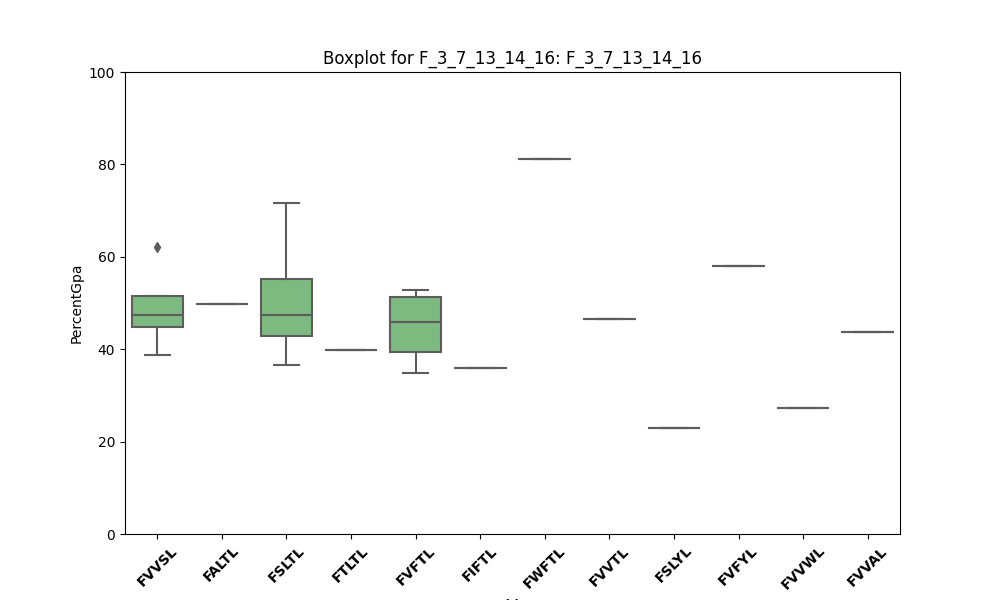 Boxplot for F_3_7_13_14_16: F_3_7_13_14_16
PercentGpa
100
80
60
40
20
0
FVVSL
FALTL
FSLTL
FTLTL
FVFTL
FIFTL
FWFTL
FVVTL
FSLYL
FVFYL
FVVWL
FVVAL